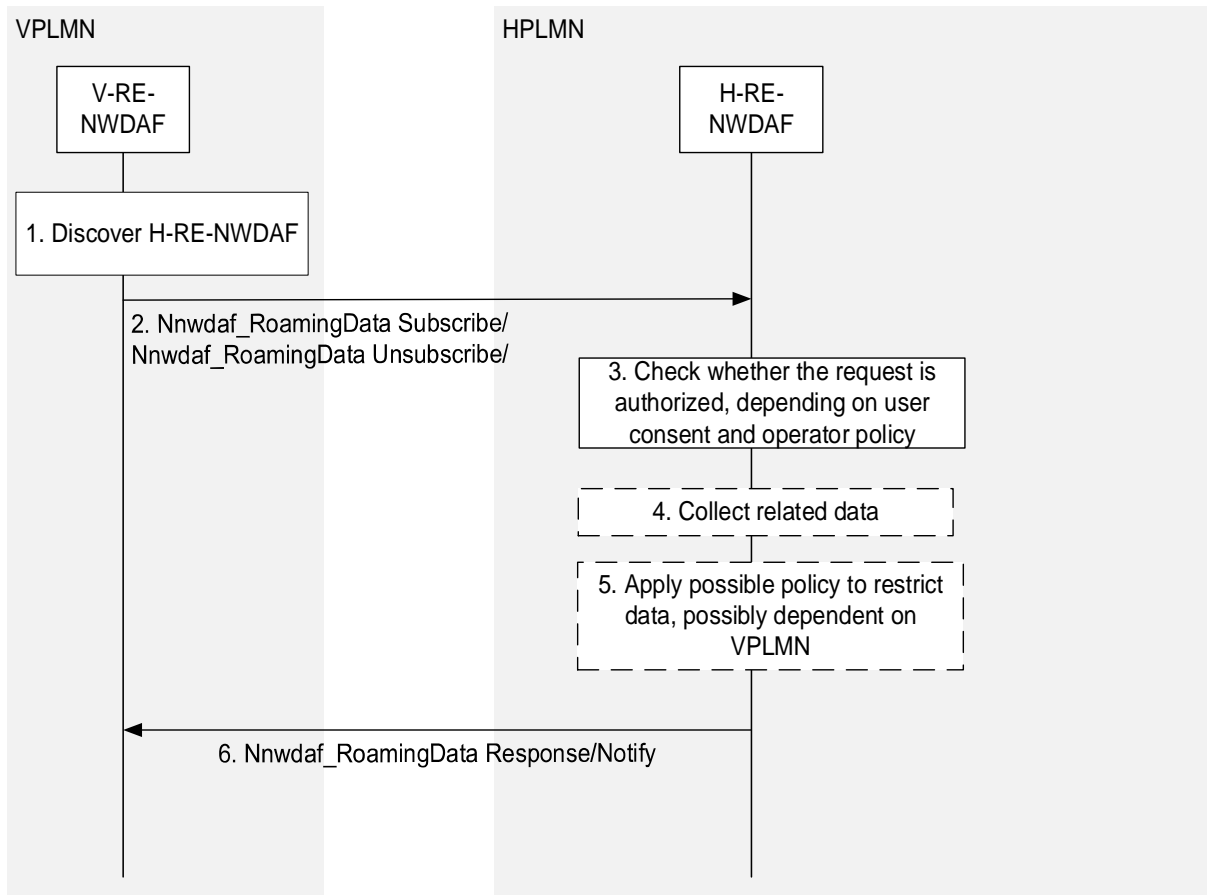 VPLMN
HPLMN
V-RE-
NWDAF
H-RE-
NWDAF
1. Discover H-RE-NWDAF
2. Nnwdaf_RoamingData Subscribe/
Nnwdaf_RoamingData Unsubscribe/
3. Check whether the request is
authorized, depending on user
consent and operator policy
4. Collect related data
5. Apply possible policy to restrict
data, possibly dependent on
VPLMN
6. Nnwdaf_RoamingData Response/Notify